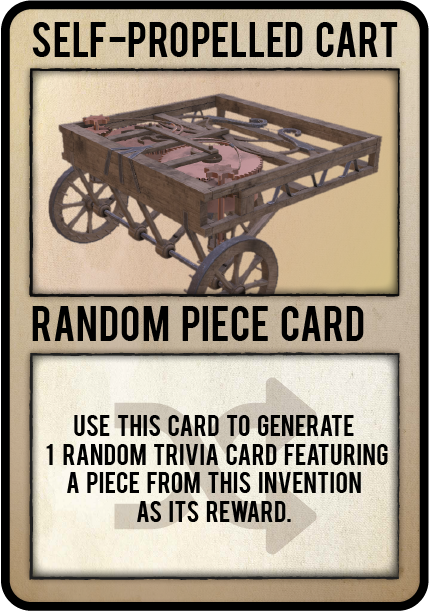 SELF-PROPELLED CART
RANDOM PIECE CARD
USE THIS CARD TO GENERATE
1 RANDOM TRIVIA CARD FEATURING
A PIECE FROM THIS INVENTION
AS ITS REWARD.